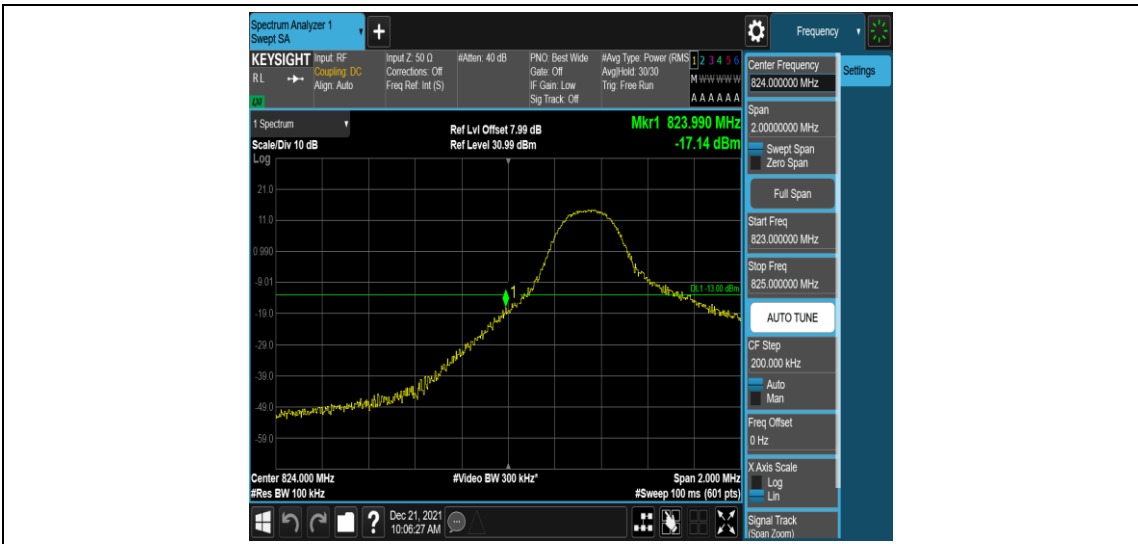 Spectrum Analyzer 1
Swept SA
+
Frequency
KEYSIGHT
RL
LXI
Input: RF
Coupling: DC
Align: Auto
Input Z: 50 Ω
Corrections: Off
Freq Ref: Int (S)
#Atten: 40 dB
PNO: Best Wide
Gate: Off
IF Gain: Low
Sig Track: Off
#Avg Type: Power (RMS
Avg|Hold: 30/30
Trig: Free Run
1 2 3 4 5 6
M W W W W W
A A A A A A
1 Spectrum
Scale/Div 10 dB
Log
Ref Lvl Offset 7.99 dB
Ref Level 30.99 dBm
Mkr1 823.990 MHz
-17.14 dBm
21.0
11.0
0.990
-9.01
-19.0
-29.0
-39.0
-49.0
-59.0
1
DL1 -13.00 dBm
Center 824.000 MHz
#Res BW 100 kHz
#Video BW 300 kHz*
Span 2.000 MHz
#Sweep 100 ms (601 pts)
?
Dec 21, 2021
10:06:27 AM
Center Frequency
824.000000 MHz
Settings
Span
2.00000000 MHz
Swept Span
Zero Span
Full Span
Start Freq
823.000000 MHz
Stop Freq
825.000000 MHz
AUTO TUNE
CF Step
200.000 kHz
Auto
Man
Freq Offset
0 Hz
X Axis Scale
Log
Lin
Signal Track
(Span Zoom)